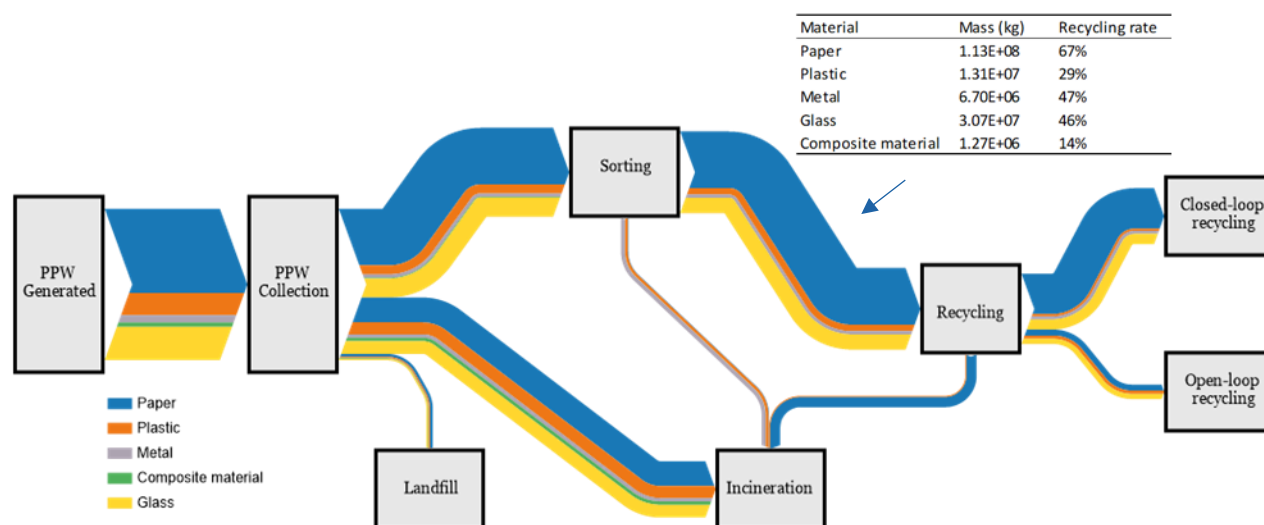 Material Mass (kg) Recycling rate
Paper 1.13E+08 67%
Plastic 1.31E+07 29%
Metal 6.70E+06 47%
Glass 3.07E+07 46%
Composite material 1.27E+06 14%
Sorting
PPW
Generated
PPW
Collection
Closed-loop
recycling
Recycling
Open-loop
recycling
Paper
Plastic
Metal
Composite material
Glass
Landfill
Incineration